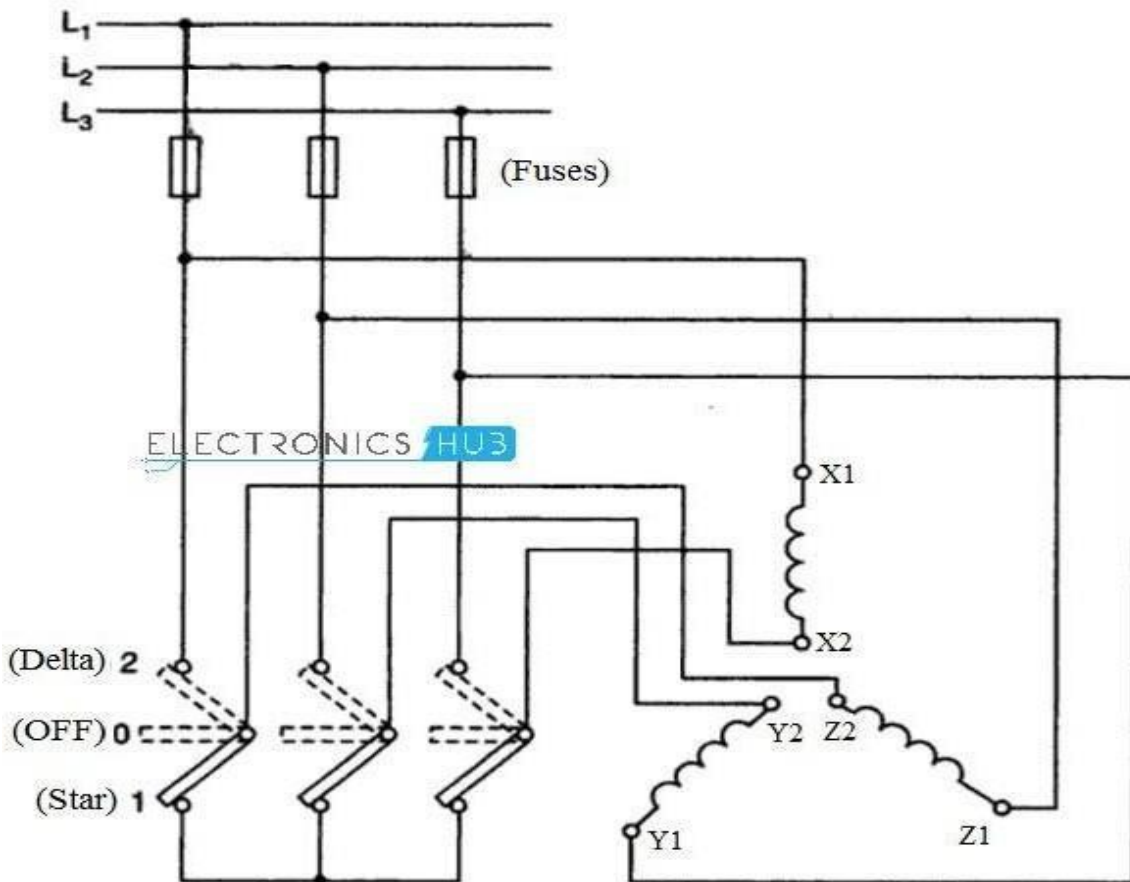 L₁
L₂
L₃
(Fuses)
ELECTRONICS HUB
X1
X2
(Delta) 2
(OFF) 0
(Star) 1
Y2
Z2
Y1
Z1